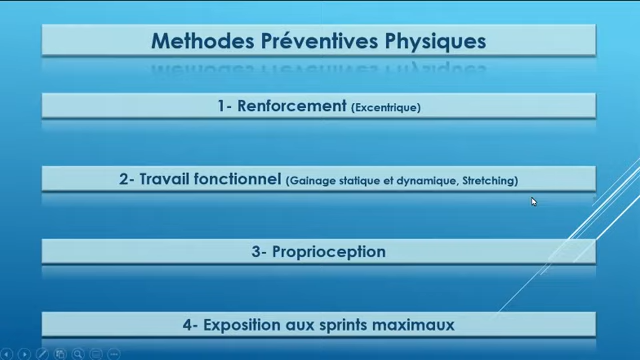 Methodes Préventives Physiques
1- Renforcement (Excentrique)
2- Travail fonctionnel (Gainage statique et dynamique, Stretching)
3- Proprioception
4- Exposition aux sprints maximaux